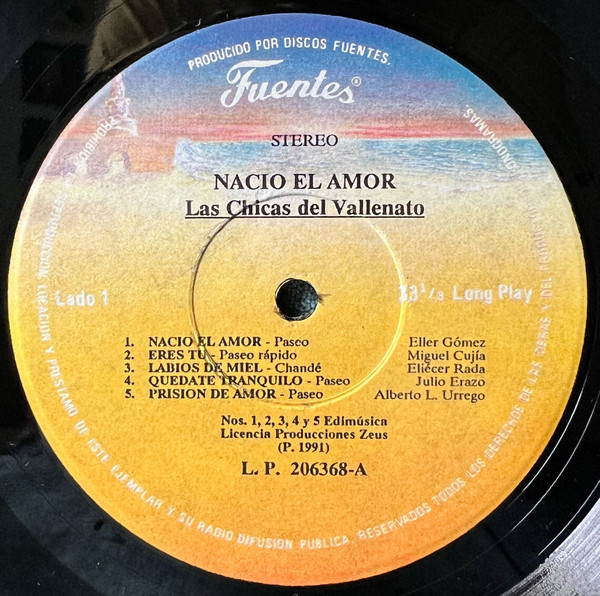 PRODUCIDO POR DISCOS FUENTES.
Fuentes®
STEREO
NACIO EL AMOR
Las Chicas del Vallenato
Lado 1
33 1/3 Long Play
1. NACIO EL AMOR - Paseo Eller Gómez
2. ERES TU - Paseo rápido Miguel Cujía
3. LABIOS DE MIEL - Chandé Eliécer Rada
4. QUEDATE TRANQUILO - Paseo Julio Erazo
5. PRISION DE AMOR - Paseo Alberto L. Urrego
Nos. 1, 2, 3, 4 y 5 Edimúsica
Licencia Producciones Zeus
(P. 1991)
L. P. 206368-A
LOCACION Y PRESTAMO DE ESTE EJEMPLAR Y SU RADIO DIFUSION PUBLICA. RESERVADOS TODOS LOS DERECHOS DE LAS OBRAS Y DEL